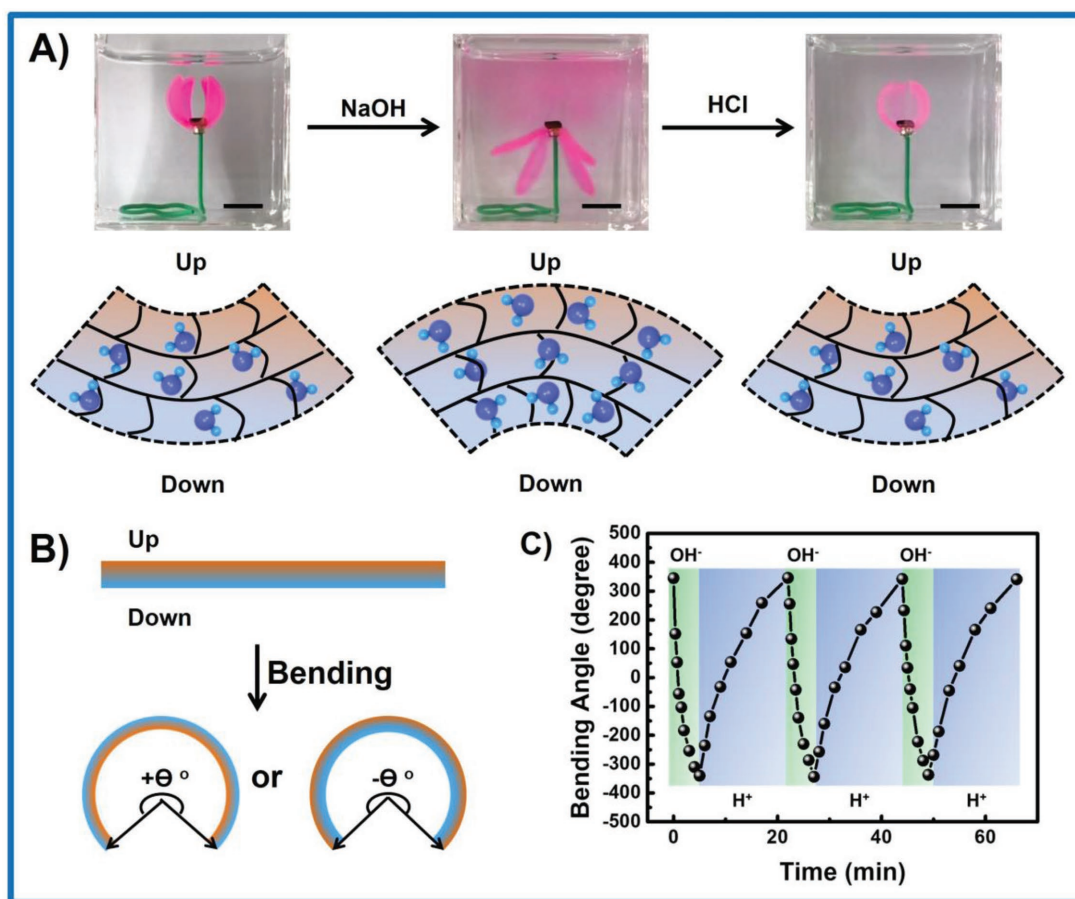 A)
NaOH
HCl
Up
Up
Up
Down
Down
Down
B)
Up
Down
Bending
+Θ °
or
-Θ °
C)
Bending Angle (degree)
500
400
300
200
100
0
-100
-200
-300
-400
-500
OH-
OH-
OH-
H+
H+
H+
0
20
40
60
Time (min)